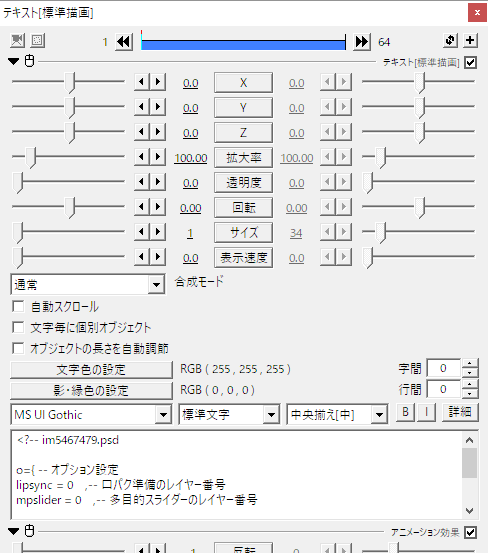 テキスト[標準描画]
1 64
テキスト[標準描画]
0.0 X 0.0
0.0 Y 0.0
0.0 Z 0.0
100.00 拡大率 100.00
0.0 透明度 0.0
0.00 回転 0.00
1 サイズ 34
0.0 表示速度 0.0
通常 合成モード
自動スクロール
文字毎に個別オブジェクト
オブジェクトの長さを自動調節
文字色の設定 RGB ( 255 , 255 , 255 ) 字間 0
影・縁色の設定 RGB ( 0 , 0 , 0 ) 行間 0
MS UI Gothic 標準文字 中央揃え[中] B I 詳細
<?-- im5467479.psd
o={ -- オプション設定
lipsync = 0 ,-- 口パク準備のレイヤー番号
mpslider = 0 ,-- 多目的スライダーのレイヤー番号
アニメーション効果
1 反転 0